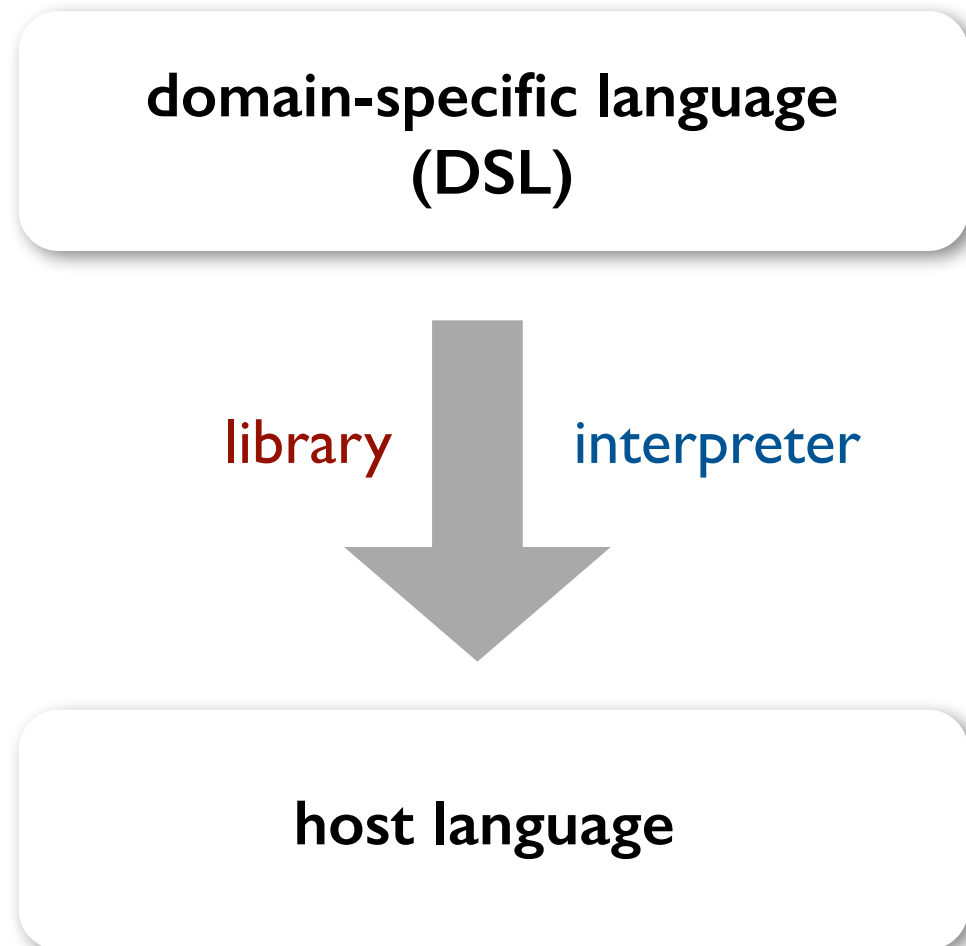 domain-specific language
(DSL)
library
interpreter
host language